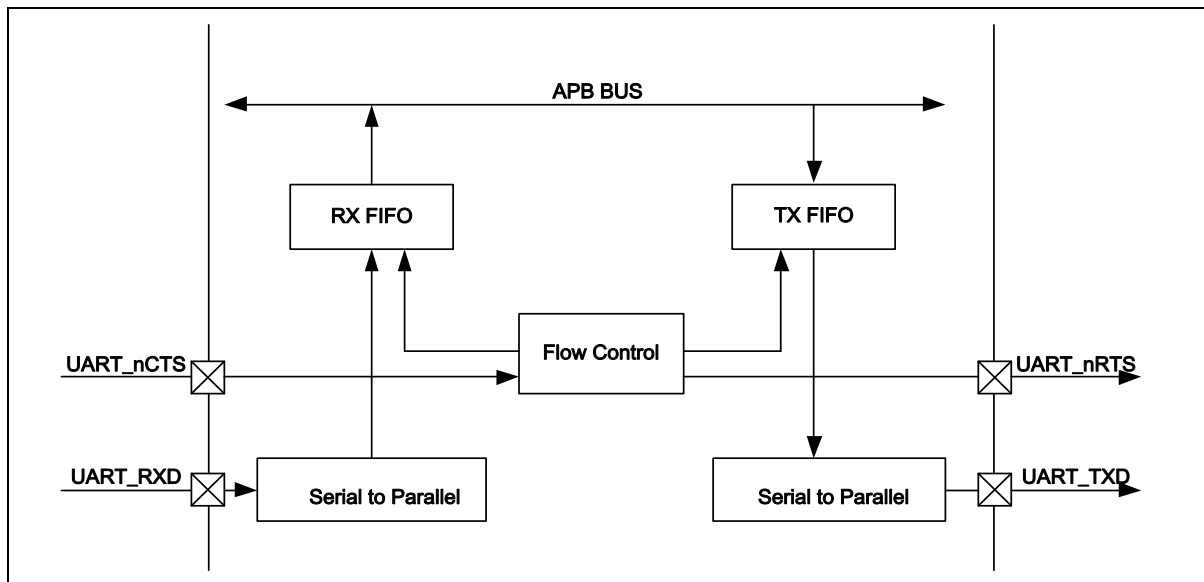 APB BUS
RX FIFO
TX FIFO
Flow Control
UART_nCTS
UART_nRTS
UART_RXD
UART_TXD
Serial to Parallel
Serial to Parallel